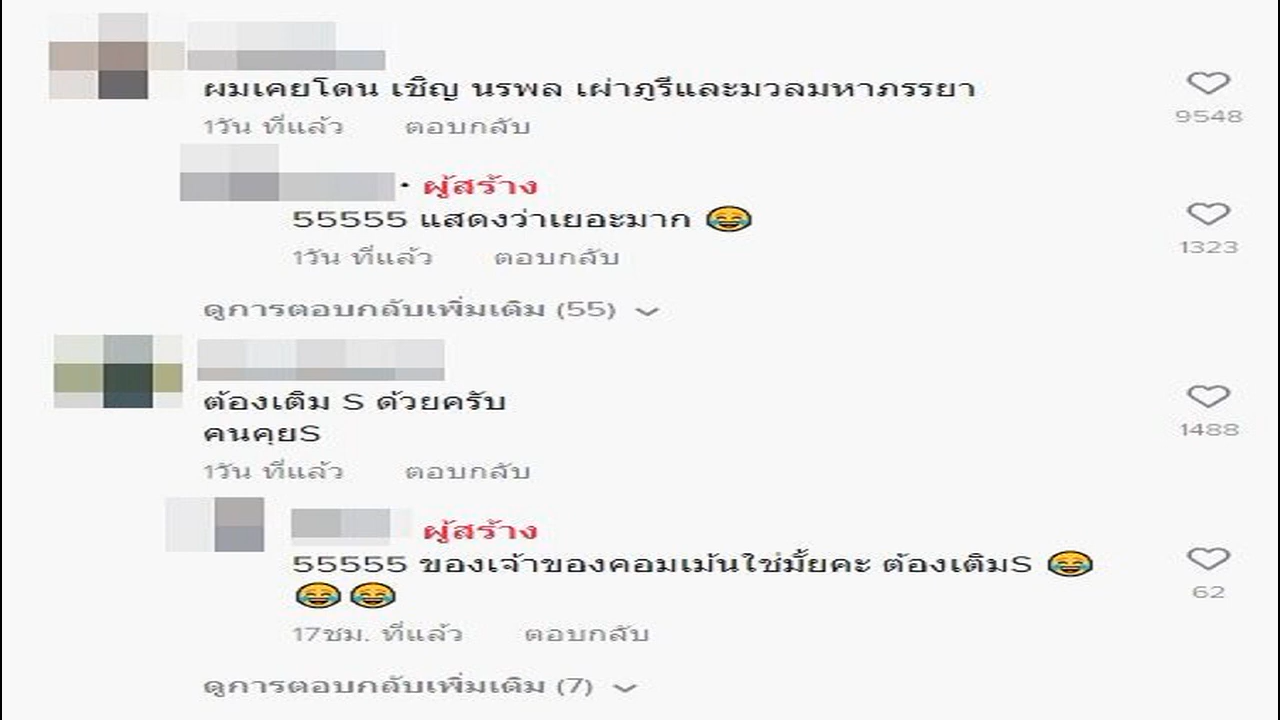 ผมเคยโดน เชิญ นรพล เผ่าภูรีและมวลมหาภรรยา
9548
1วัน ที่แล้ว ตอบกลับ
· ผู้สร้าง
55555 แสดงว่าเยอะมาก 😂
1323
1วัน ที่แล้ว ตอบกลับ
ดูการตอบกลับเพิ่มเติม (55)
ต้องเติม S ด้วยครับ
คนคุยS
1488
1วัน ที่แล้ว ตอบกลับ
ผู้สร้าง
55555 ของเจ้าของคอมเม้นใช่มั้ยคะ ต้องเติมS 😂
😂😂
62
17ชม. ที่แล้ว ตอบกลับ
ดูการตอบกลับเพิ่มเติม (7)